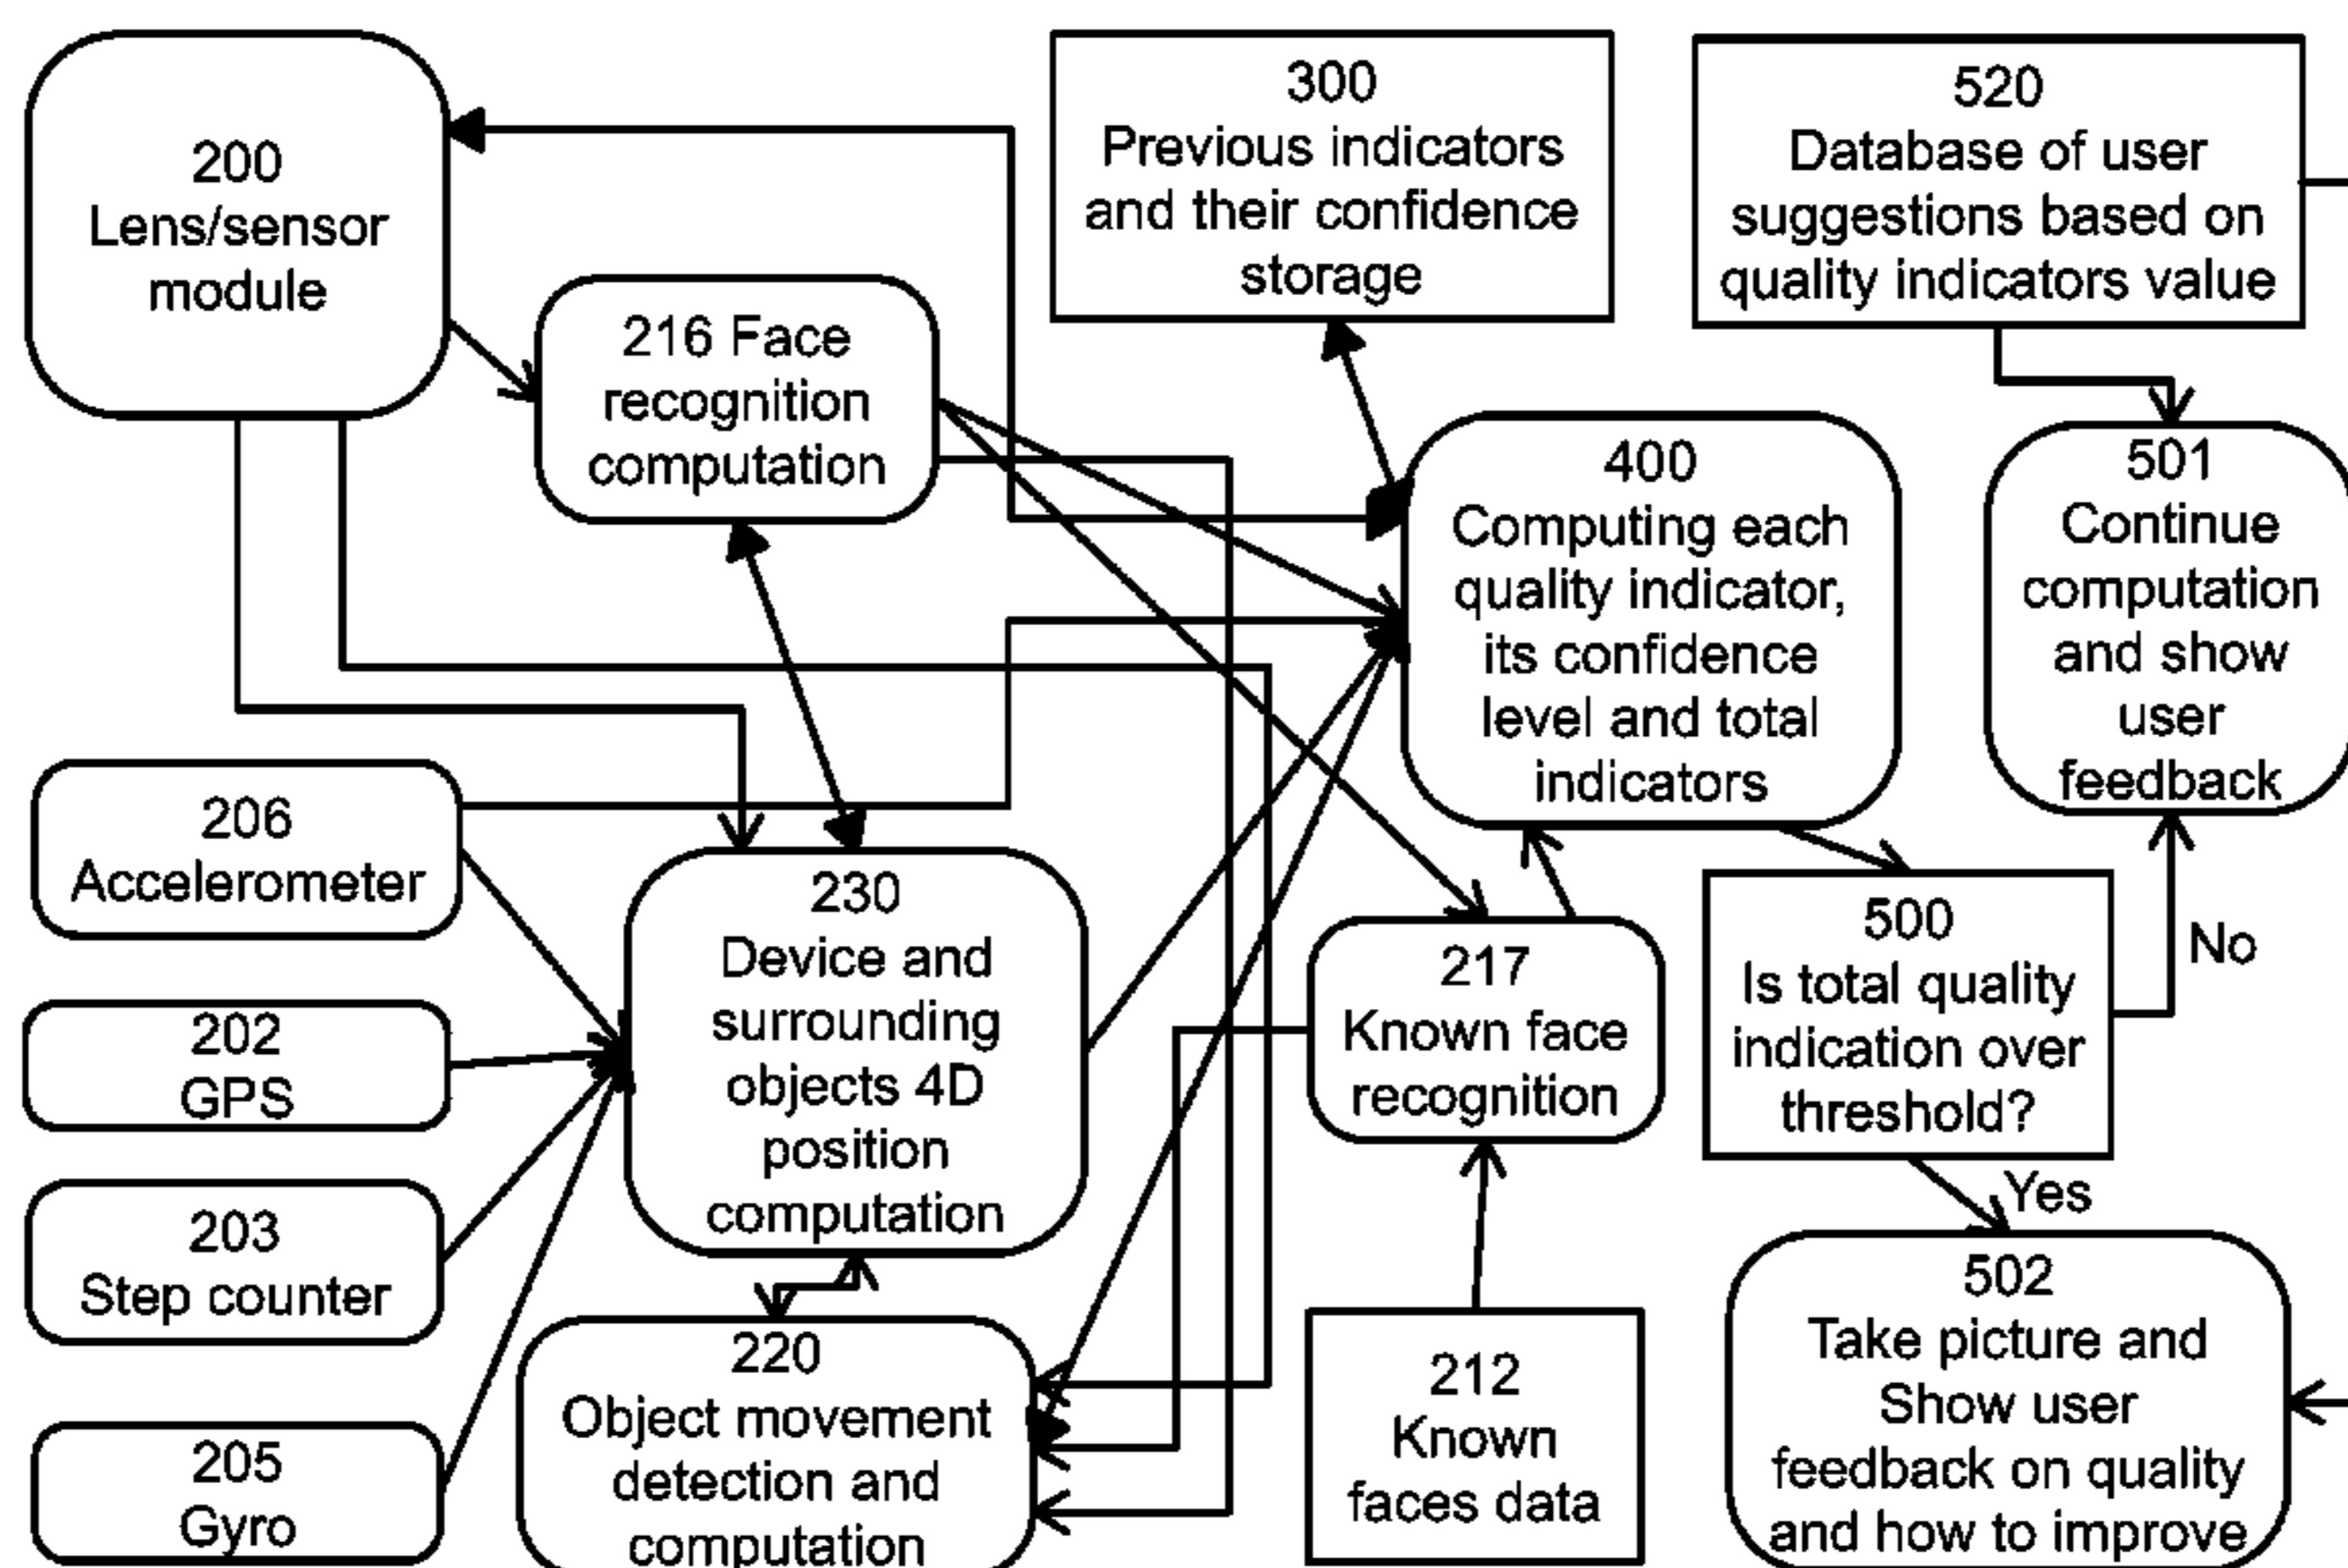 200
Lens/sensor
module
216 Face
recognition
computation
300
Previous indicators
and their confidence
storage
520
Database of user
suggestions based on
quality indicators value
400
Computing each
quality indicator,
its confidence
level and total
indicators
501
Continue
computation
and show
user
feedback
206
Accelerometer
202
GPS
203
Step counter
205
Gyro
230
Device and
surrounding
objects 4D
position
computation
220
Object movement
detection and
computation
217
Known face
recognition
212
Known
faces data
500
Is total quality
indication over
threshold?
No
Yes
502
Take picture and
Show user
feedback on quality
and how to improve